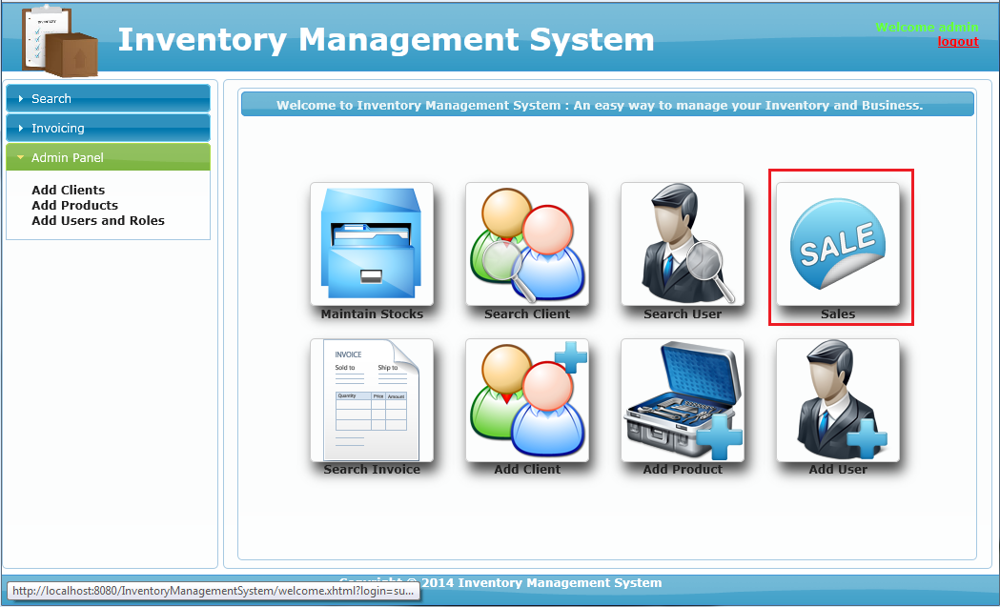 INVENTORY
Inventory Management System
Welcome admin
logout
Search
Invoicing
Admin Panel
Add Clients
Add Products
Add Users and Roles
Welcome to Inventory Management System : An easy way to manage your Inventory and Business.
Maintain Stocks
Search Client
Search User
SALE
Sales
INVOICE
Sold to Ship to
Quantity Price Amount
Search Invoice
Add Client
Add Product
Add User
Copyright © 2014 Inventory Management System
http://localhost:8080/InventoryManagementSystem/welcome.xhtml?login=su...